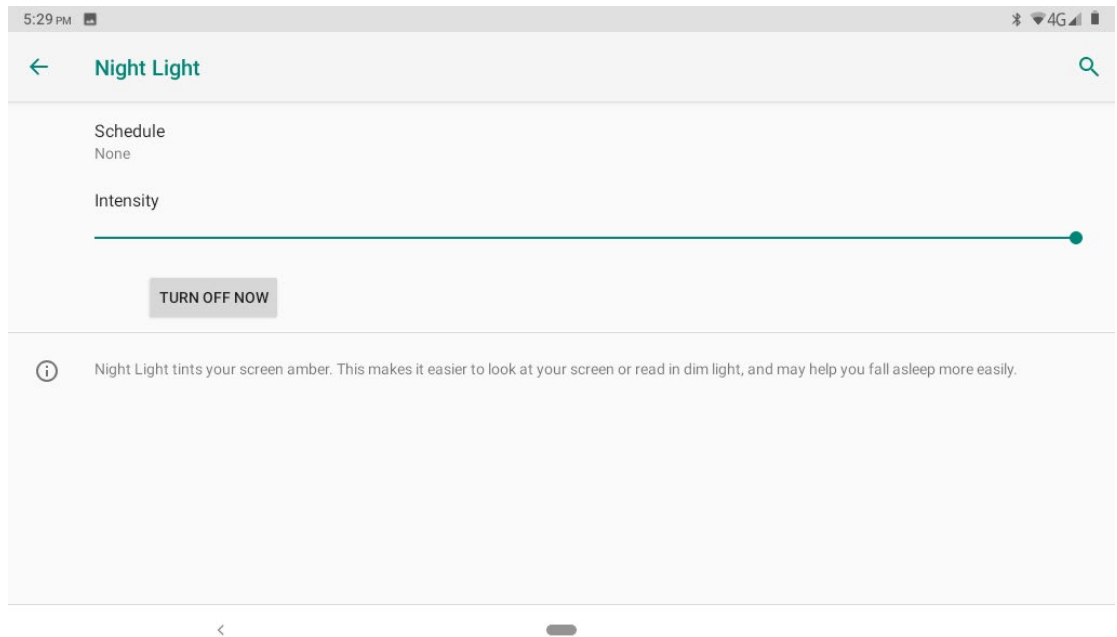 5:29 PM 4G
Night Light
Schedule
None
Intensity
TURN OFF NOW
Night Light tints your screen amber. This makes it easier to look at your screen or read in dim light, and may help you fall asleep more easily.